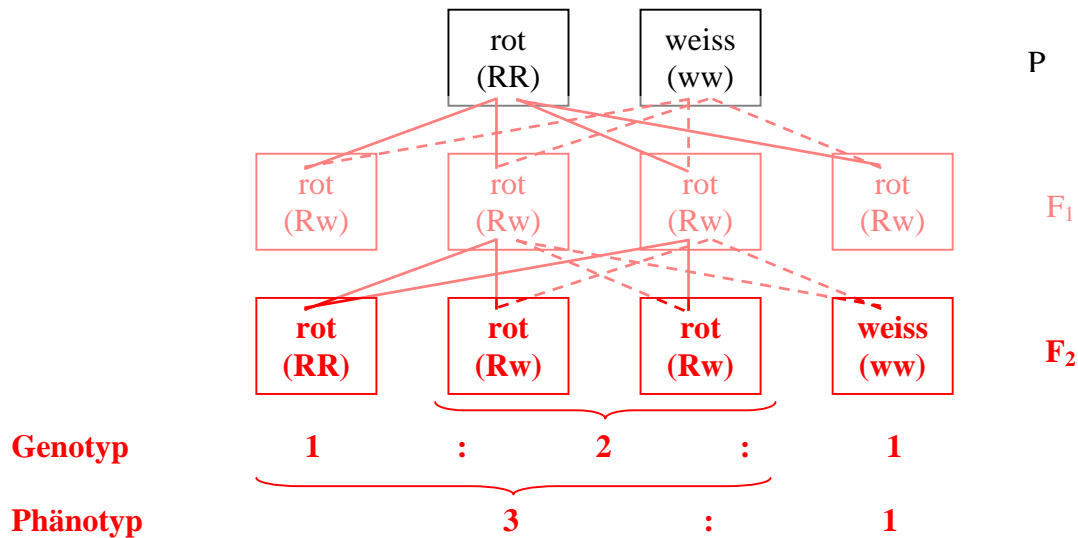 rot weiss
(RR) (ww) P
rot rot rot rot
(Rw) (Rw) (Rw) (Rw) F₁
rot rot rot weiss
(RR) (Rw) (Rw) (ww) F₂
Genotyp 1 : 2 : 1
Phänotyp 3 : 1